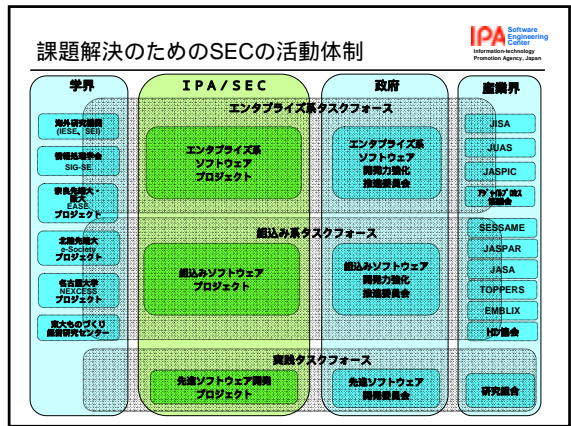 課題解決のためのSECの活動体制
IPA
Software
Engineering
Center
Information-technology
Promotion Agency, Japan
学界
IPA/SEC
政府
産業界
エンタプライズ系タスクフォース
海外研究機関
(IESE、SEI)
情報処理学会
SIG-SE
奈良先端大・
阪大
EASE
プロジェクト
北陸先端大
e-Society
プロジェクト
名古屋大学
NEXCESS
プロジェクト
東大ものづくり
経営研究センター
エンタプライズ系
ソフトウェア
プロジェクト
エンタプライズ系
ソフトウェア
開発力強化
推進委員会
JISA
JUAS
JASPIC
協議会
組込み系タスクフォース
組込みソフトウェア
プロジェクト
組込みソフトウェア
開発力強化
推進委員会
SESSAME
JASPAR
JASA
TOPPERS
EMBLIX
協会
実践タスクフォース
先進ソフトウェア開発
プロジェクト
先進ソフトウェア
開発委員会
研究組合